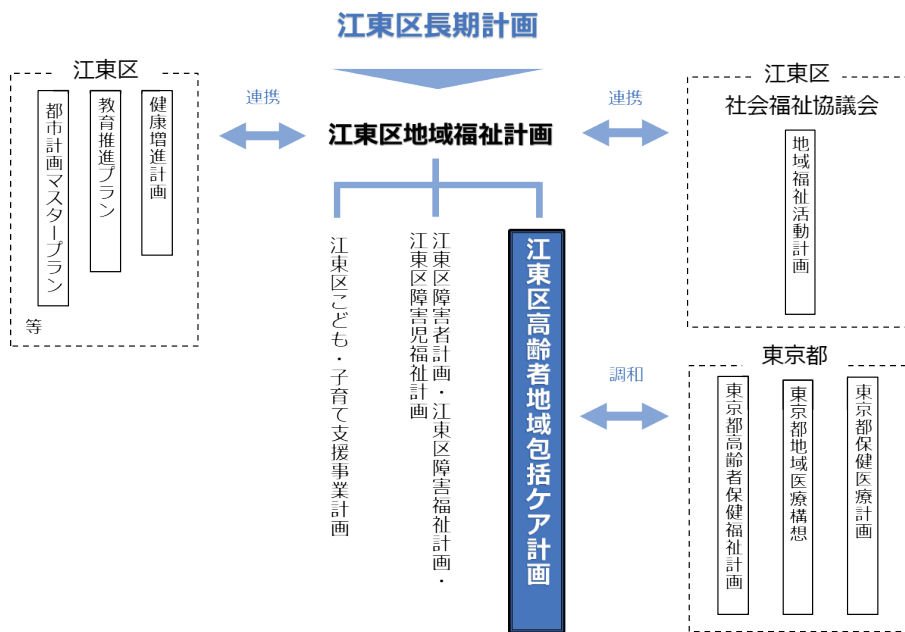 江東区長期計画
江東区
連携
都市計画マスタープラン
教育推進プラン
健康増進計画
等
江東区地域福祉計画
連携
江東区
社会福祉協議会
地域福祉活動計画
江東区こども・子育て支援事業計画
江東区障害者計画・江東区障害福祉計画・
江東区障害児福祉計画
江東区高齢者地域包括ケア計画
調和
東京都
東京都高齢者保健福祉計画
東京都地域医療構想
東京都保健医療計画